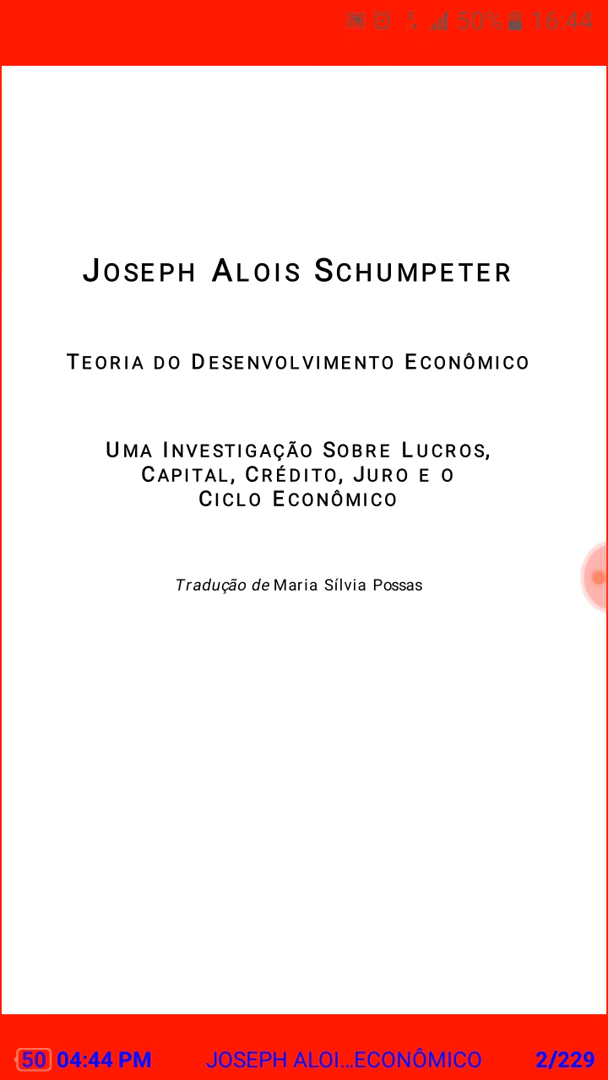 50% 16:44
JOSEPH ALOIS SCHUMPETER
TEORIA DO DESENVOLVIMENTO ECONÔMICO
UMA INVESTIGAÇÃO SOBRE LUCROS,
CAPITAL, CRÉDITO, JURO E O
CICLO ECONÔMICO
Tradução de Maria Sílvia Possas
50 04:44 PM JOSEPH ALOI...ECONÔMICO 2/229